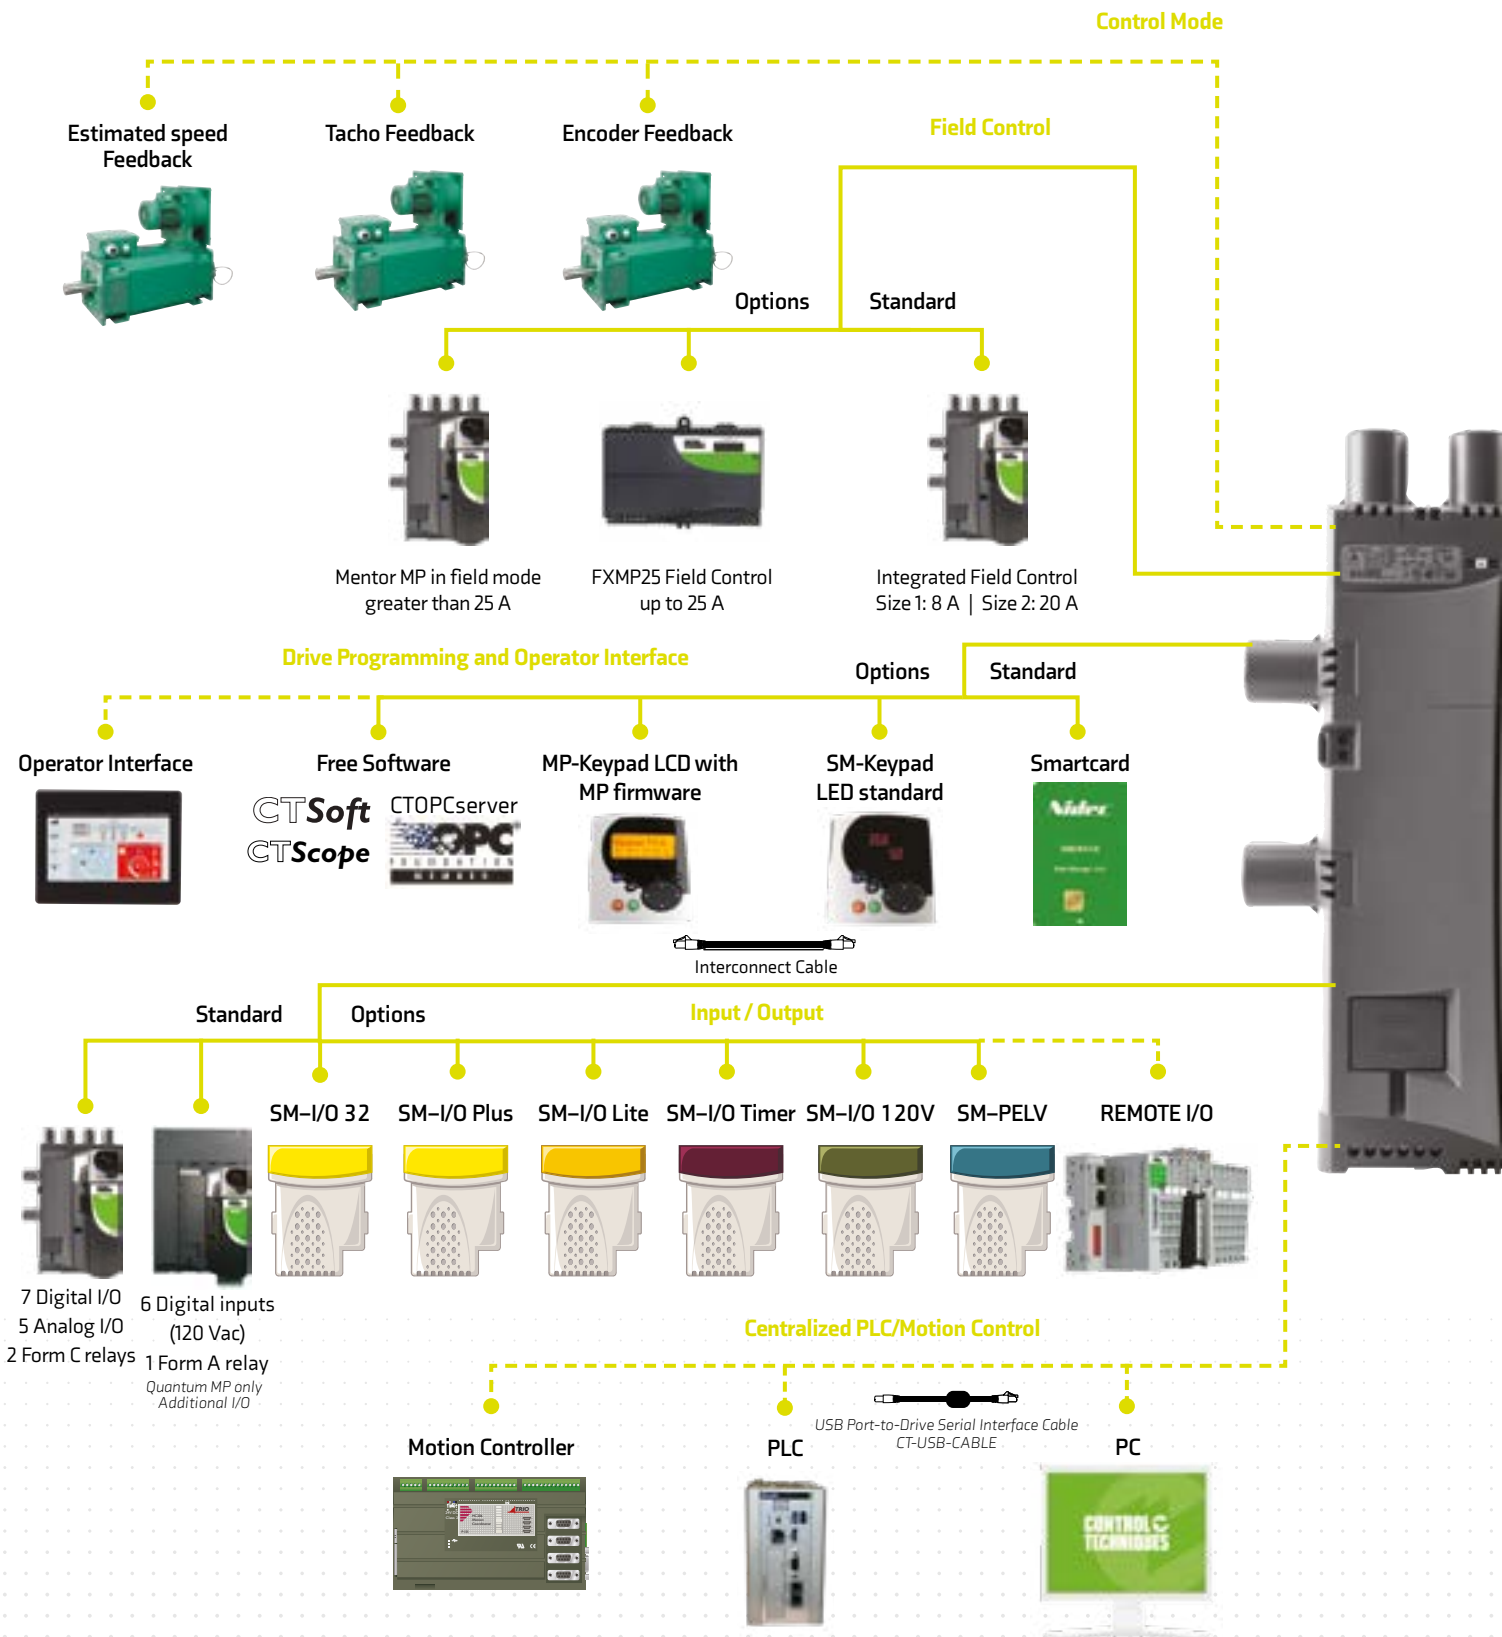 Control Mode
Estimated speed
Feedback
Tacho Feedback
Encoder Feedback
Field Control
Options
Standard
Mentor MP in field mode
greater than 25 A
FXMP25 Field Control
up to 25 A
Integrated Field Control
Size 1: 8 A | Size 2: 20 A
Drive Programming and Operator Interface
Options
Standard
Operator Interface
Free Software
CTSoft
CTScope
CTOPCserver
OPC
FOUNDATION
MEMBER
MP-Keypad LCD with
MP firmware
SM-Keypad
LED standard
Smartcard
Nidec
Interconnect Cable
Standard
Options
Input / Output
SM–I/O 32
SM–I/O Plus
SM–I/O Lite
SM–I/O Timer
SM–I/O 120V
SM–PELV
REMOTE I/O
7 Digital I/O
5 Analog I/O
2 Form C relays
6 Digital inputs
(120 Vac)
1 Form A relay
Quantum MP only
Additional I/O
Centralized PLC/Motion Control
USB Port-to-Drive Serial Interface Cable
CT-USB-CABLE
Motion Controller
PLC
PC
TRIO
CONTROL
TECHNIQUES